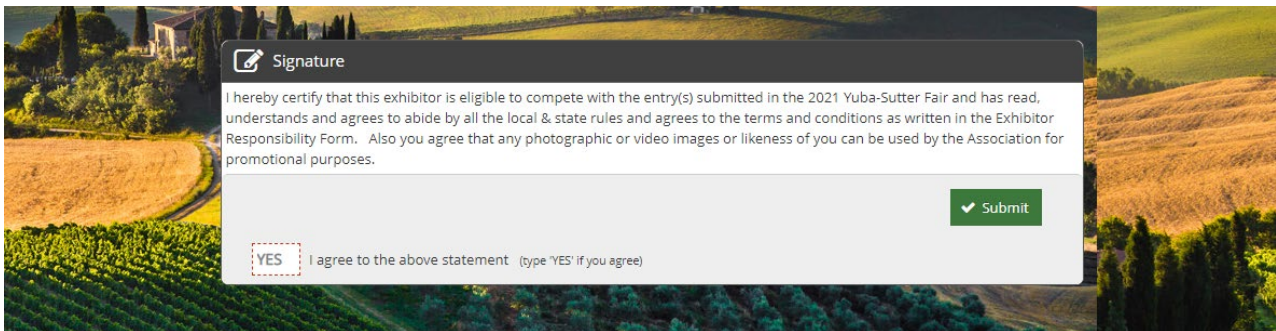 Signature
I hereby certify that this exhibitor is eligible to compete with the entry(s) submitted in the 2021 Yuba-Sutter Fair and has read,
understands and agrees to abide by all the local & state rules and agrees to the terms and conditions as written in the Exhibitor
Responsibility Form. Also you agree that any photographic or video images or likeness of you can be used by the Association for
promotional purposes.
Submit
YES I agree to the above statement (type 'YES' if you agree)